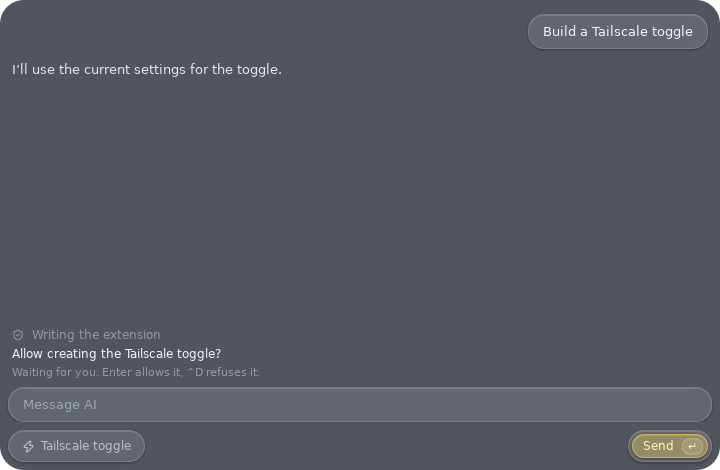 Build a Tailscale toggle
I’ll use the current settings for the toggle.
Writing the extension
Allow creating the Tailscale toggle?
Waiting for you. Enter allows it, ^D refuses it.
Message AI
Tailscale toggle
Send ↵